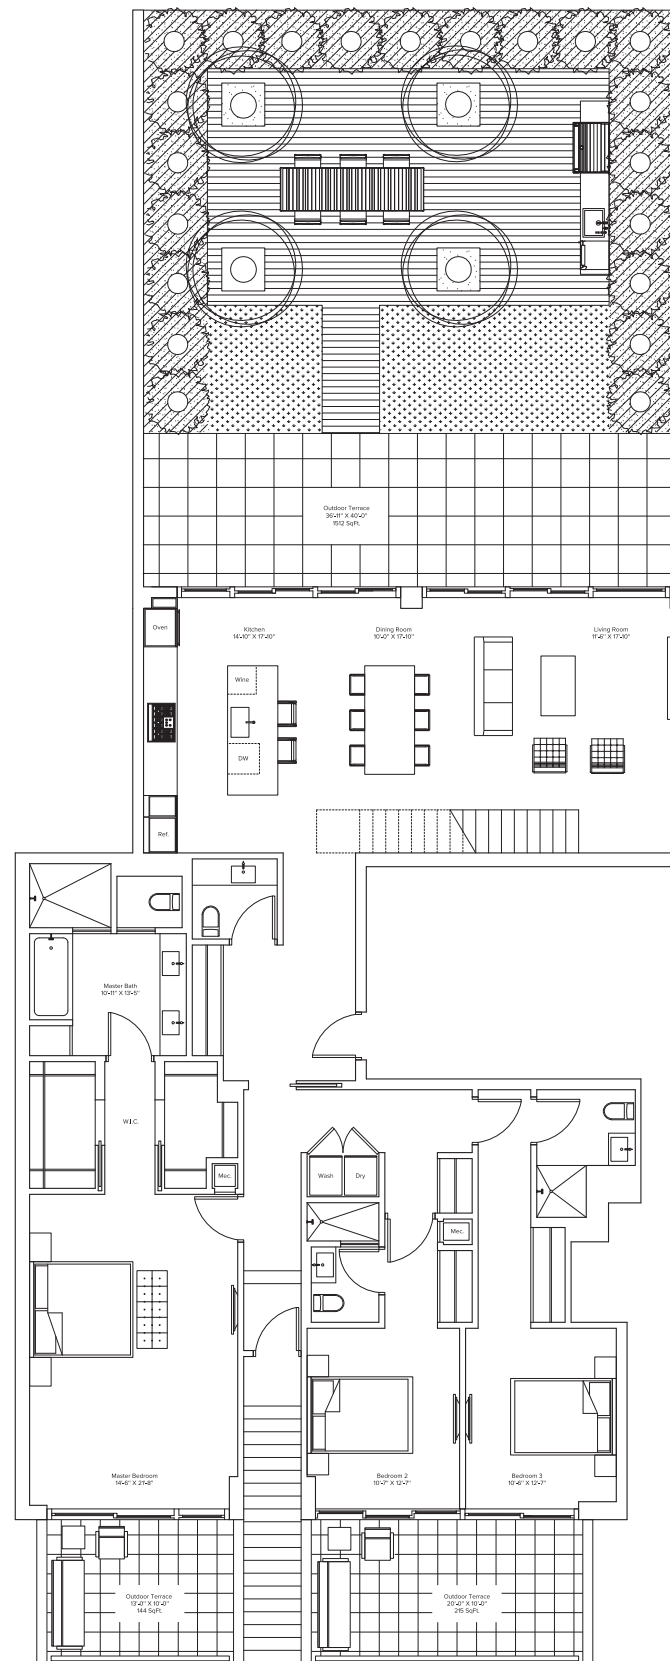 Outdoor Terrace
36'-11" X 40'-0"
1512 SqFt.
Oven
Kitchen
14'-10" X 17'-10"
Dining Room
10'-0" X 17'-10"
Living Room
11'-6" X 17'-10"
Wine
DW
Ref.
Master Bath
10'-11" X 13'-5"
W.I.C.
Mec.
Wash
Dry
Mec.
Master Bedroom
14'-6" X 21'-8"
Bedroom 2
10'-7" X 12'-7"
Bedroom 3
10'-6" X 12'-7"
Outdoor Terrace
13'-0" X 10'-0"
144 SqFt.
Outdoor Terrace
20'-0" X 10'-0"
215 SqFt.